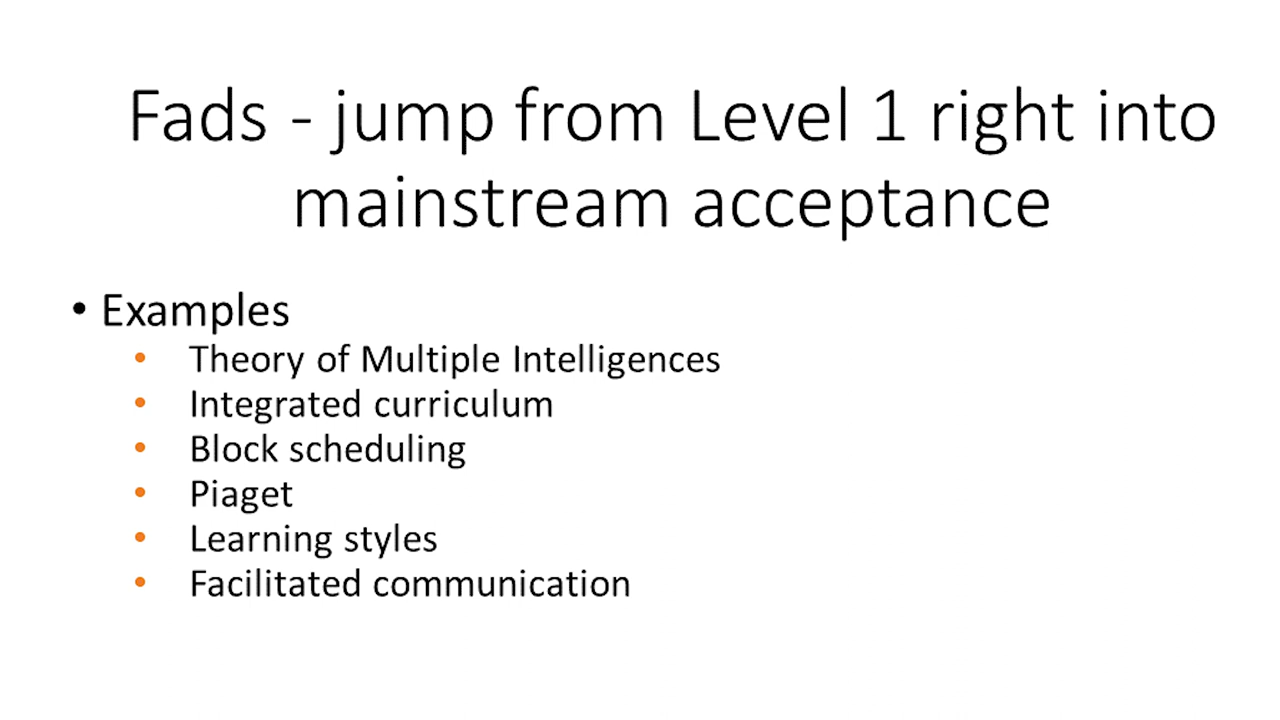 Fads - jump from Level 1 right into
mainstream acceptance
• Examples
• Theory of Multiple Intelligences
• Integrated curriculum
• Block scheduling
• Piaget
• Learning styles
• Facilitated communication